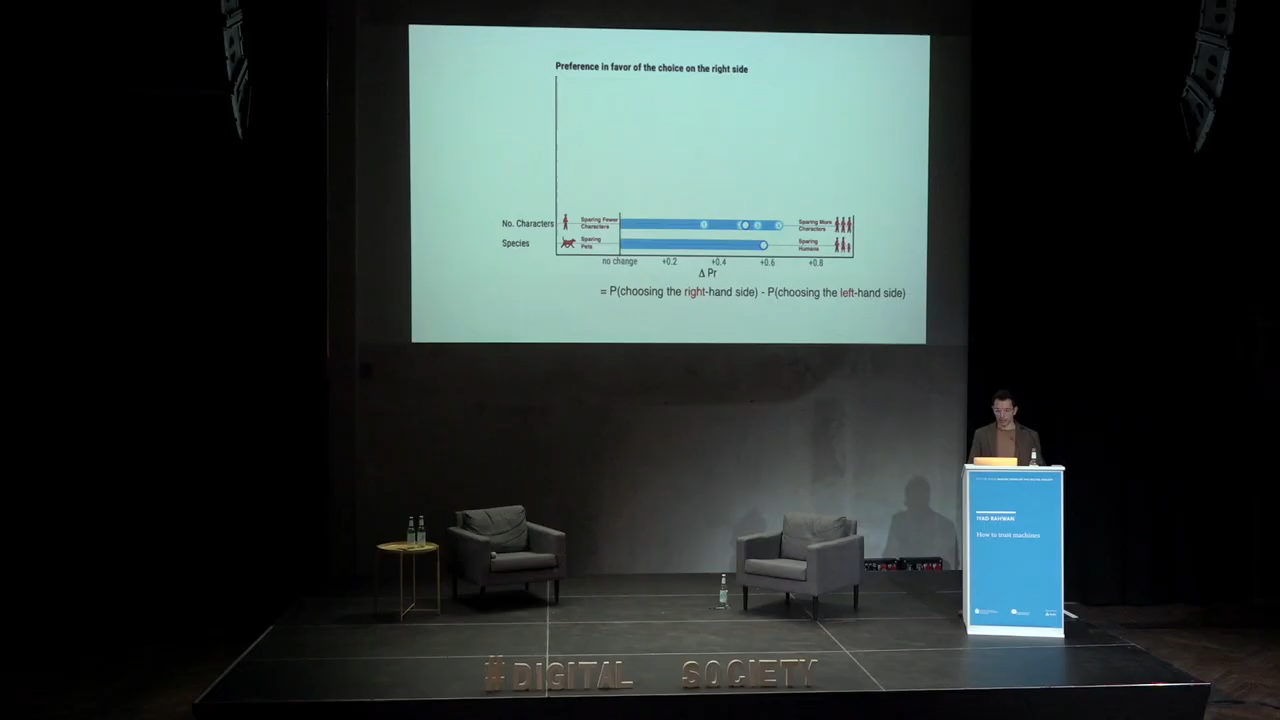 Preference in favor of the choice on the right side
No. Characters
Sparing Fewer
Characters
Sparing More
Characters
Species
Sparing
Pets
Sparing
Humans
no change +0.2 +0.4 +0.6 +0.8
Δ Pr
= P(choosing the right-hand side) - P(choosing the left-hand side)
IYAD RAHWAN
How to trust machines
#DIGITAL SOCIETY